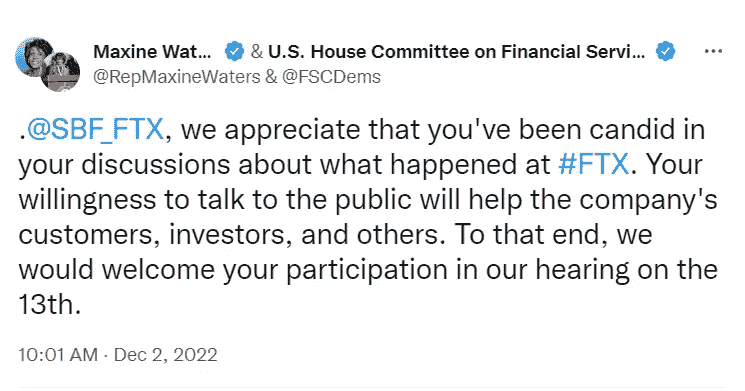 Maxine Wat... & U.S. House Committee on Financial Servi... ...
@RepMaxineWaters & @FSCDems
.@SBF_FTX, we appreciate that you've been candid in
your discussions about what happened at #FTX. Your
willingness to talk to the public will help the company's
customers, investors, and others. To that end, we
would welcome your participation in our hearing on the
13th.
10:01 AM · Dec 2, 2022